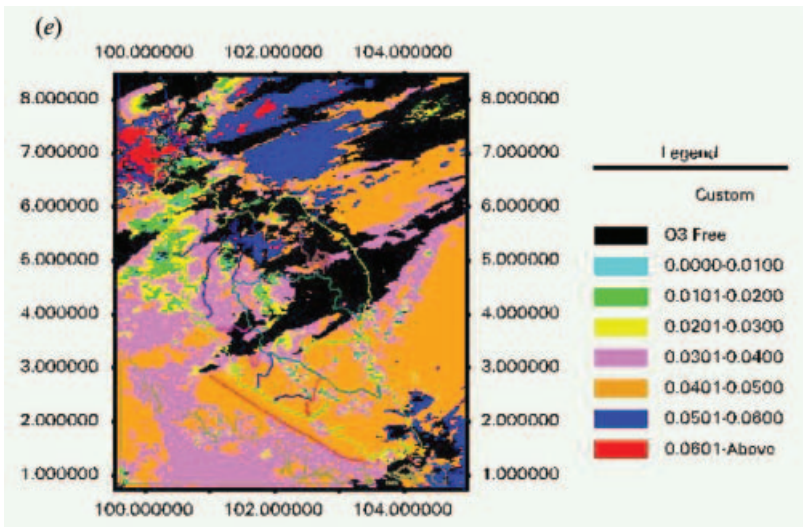 (e)
100.000000 102.000000 104.000000
8.000000 8.000000
7.000000 7.000000
6.000000 6.000000
5.000000 5.000000
4.000000 4.000000
3.000000 3.000000
2.000000 2.000000
1.000000 1.000000
100.000000 102.000000 104.000000
Legend
Custom
O3 Free
0.0000-0.0100
0.0101-0.0200
0.0201-0.0300
0.0301-0.0400
0.0401-0.0500
0.0501-0.0600
0.0601-Above